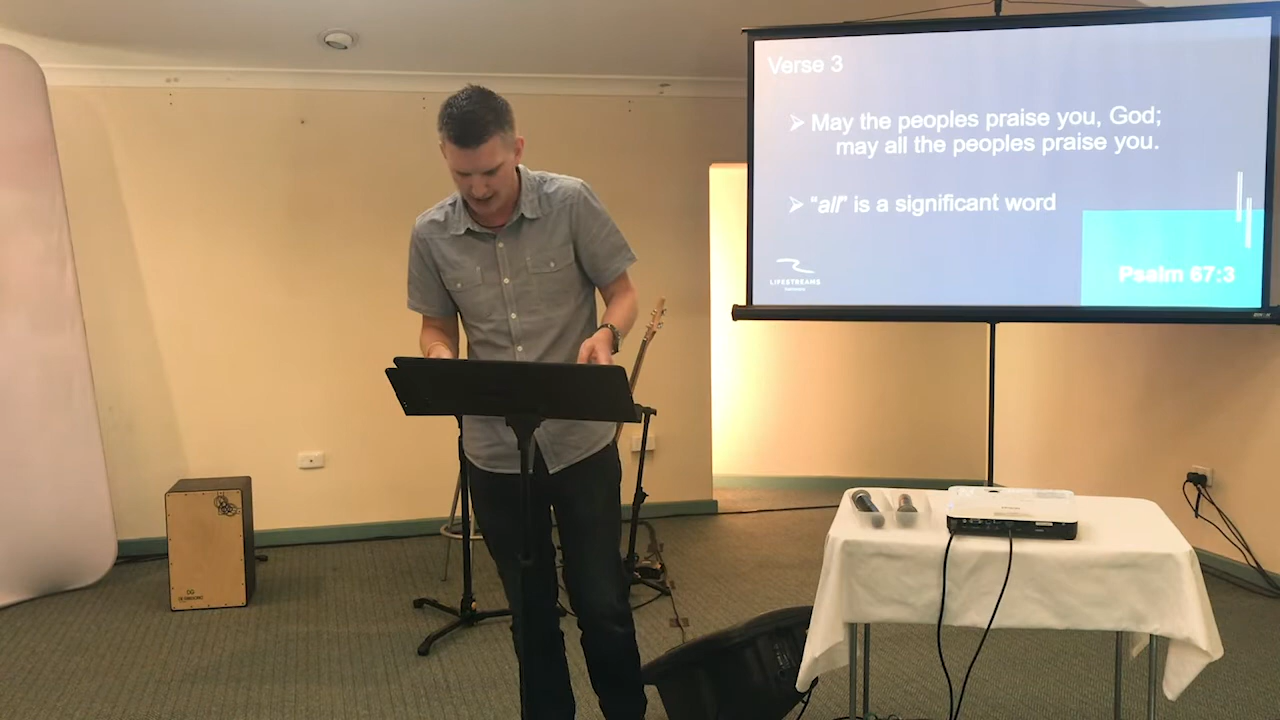 Verse 3
➢ May the peoples praise you, God;
may all the peoples praise you.
➢ "all" is a significant word
LIFESTREAMS
Psalm 67:3